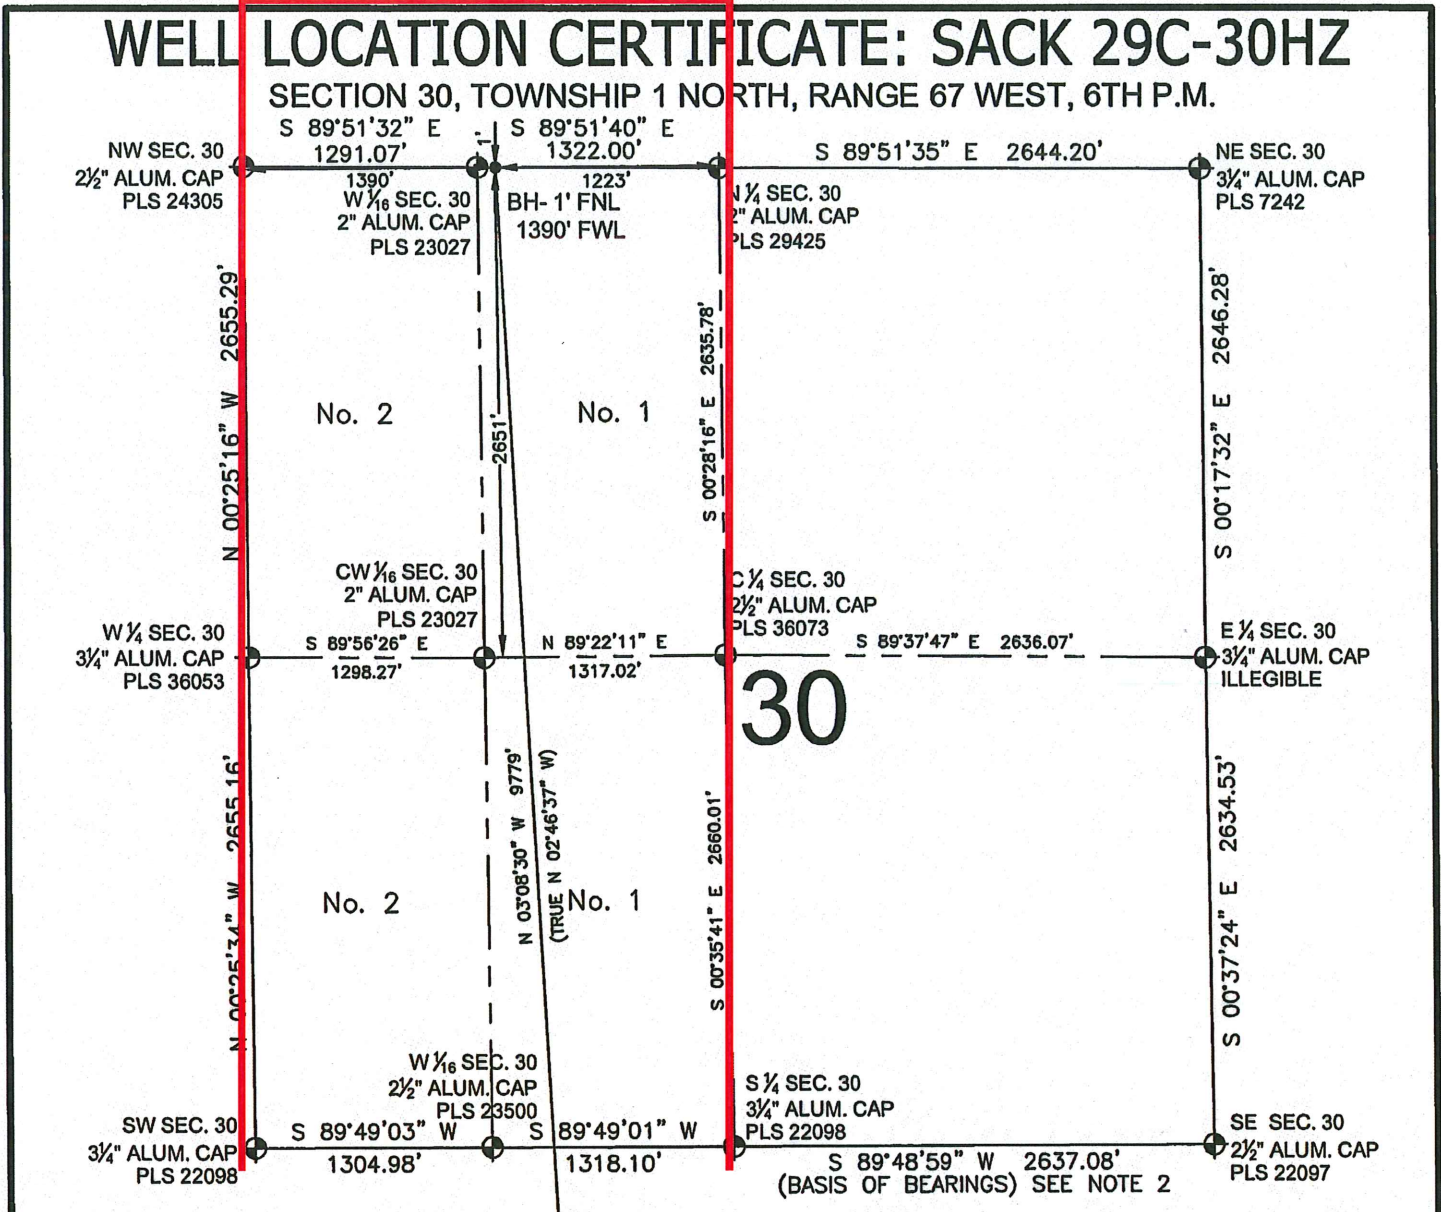 WELL LOCATION CERTIFICATE: SACK 29C-30HZ
SECTION 30, TOWNSHIP 1 NORTH, RANGE 67 WEST, 6TH P.M.
S 89°51'32" E
1291.07'
1'
S 89°51'40" E
1322.00'
S 89°51'35" E 2644.20'
NW SEC. 30
2½" ALUM. CAP
PLS 24305
1390'
W 1/16 SEC. 30
2" ALUM. CAP
PLS 23027
1223'
BH- 1' FNL
1390' FWL
N ¼ SEC. 30
2" ALUM. CAP
PLS 29425
NE SEC. 30
3¼" ALUM. CAP
PLS 7242
N 00°25'16" W 2655.29'
No. 2
2651'
No. 1
S 00°28'16" E 2635.78'
S 00°17'32" E 2646.28'
CW 1/16 SEC. 30
2" ALUM. CAP
PLS 23027
C ¼ SEC. 30
2½" ALUM. CAP
PLS 36073
W ¼ SEC. 30
3¼" ALUM. CAP
PLS 36053
S 89°56'26" E
1298.27'
N 89°22'11" E
1317.02'
S 89°37'47" E 2636.07'
E ¼ SEC. 30
3¼" ALUM. CAP
ILLEGIBLE
30
N 00°25'34" W 2655.16'
No. 2
N 03°08'30" W 9779'
(TRUE N 02°46'37" W)
No. 1
S 00°35'41" E 2660.01'
S 00°37'24" E 2634.53'
W 1/16 SEC. 30
2½" ALUM. CAP
PLS 23500
S ¼ SEC. 30
3¼" ALUM. CAP
PLS 22098
SW SEC. 30
3¼" ALUM. CAP
PLS 22098
S 89°49'03" W
1304.98'
S 89°49'01" W
1318.10'
S 89°48'59" W 2637.08'
(BASIS OF BEARINGS) SEE NOTE 2
SE SEC. 30
2½" ALUM. CAP
PLS 22097